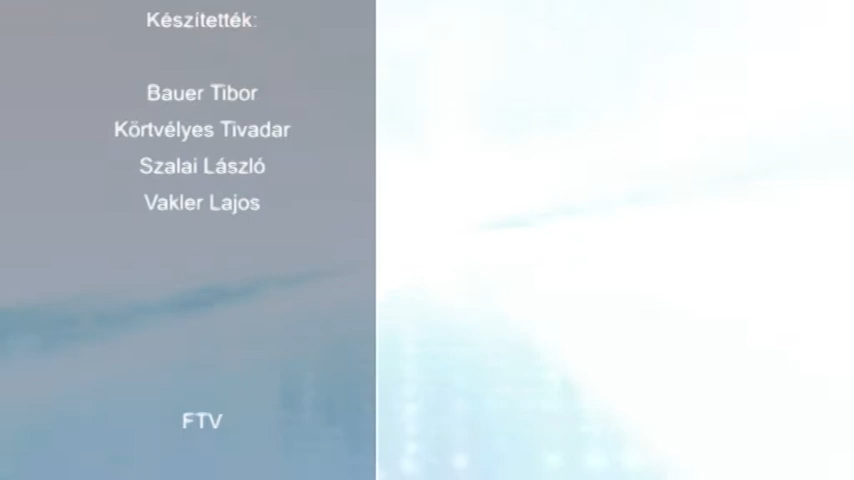 Készítették:
Bauer Tibor
Körtvélyes Tivadar
Szalai László
Vakler Lajos
FTV